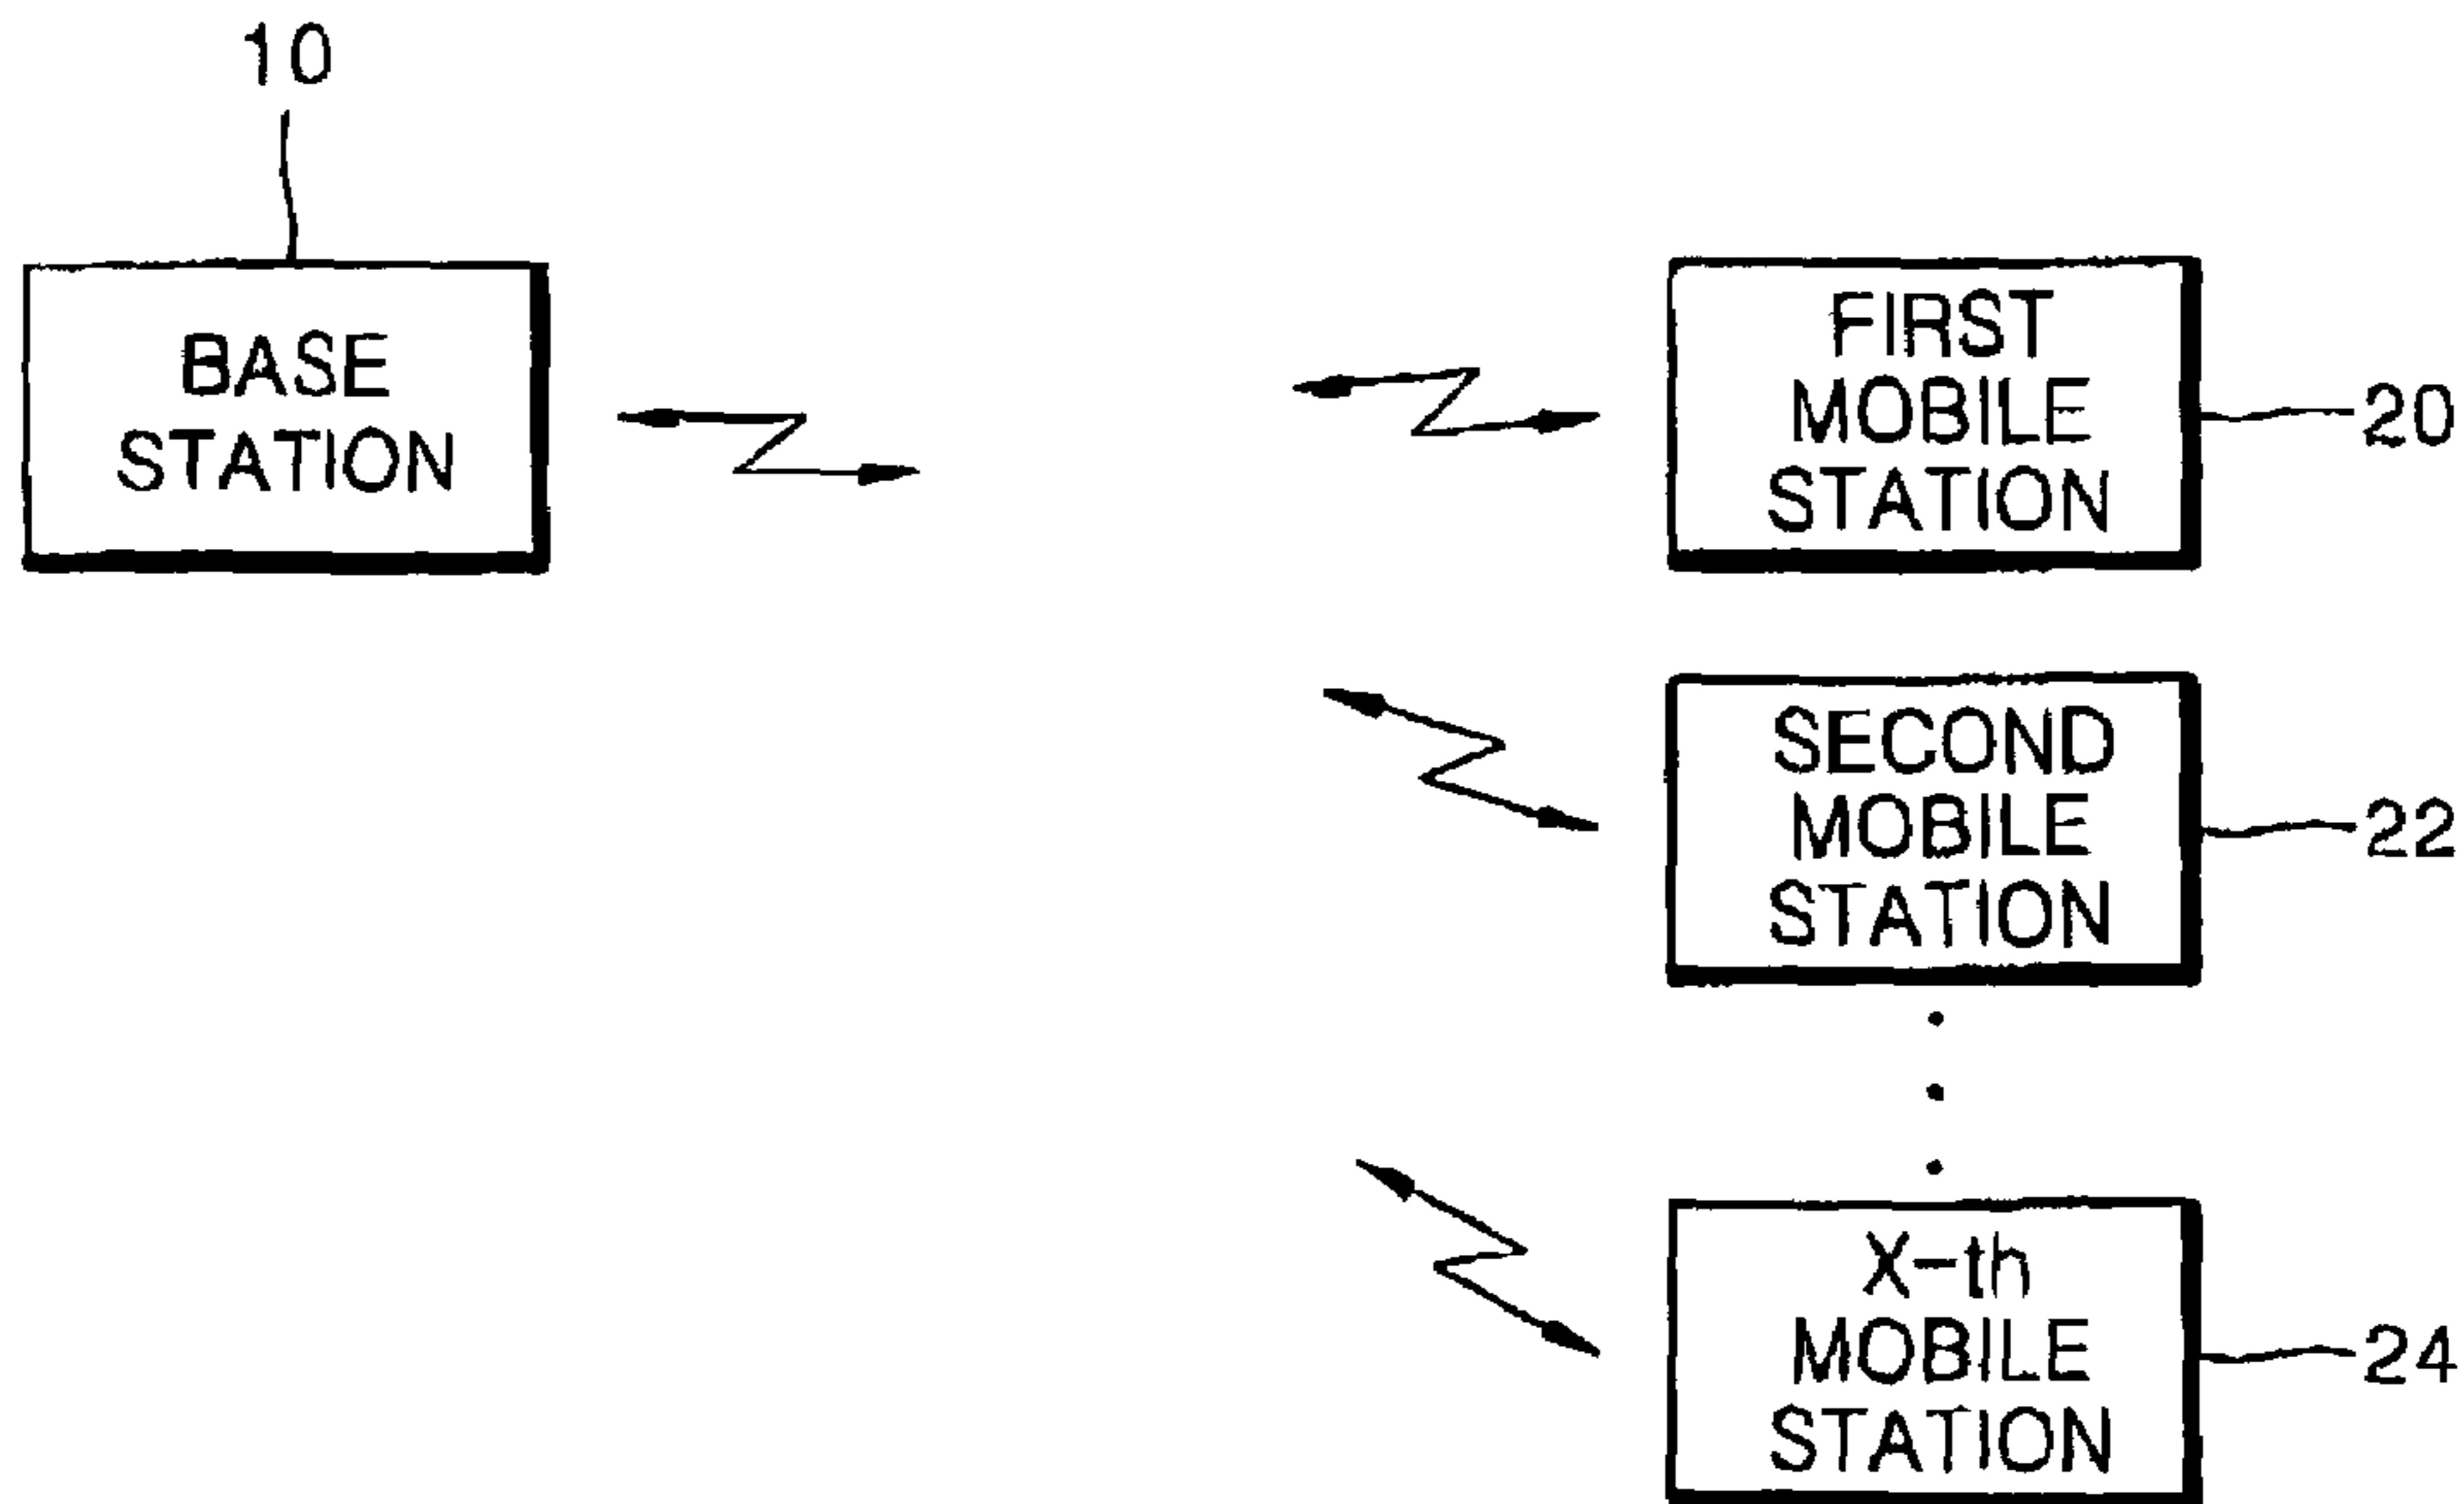 10
BASE
STATION
FIRST
MOBILE
STATION
20
SECOND
MOBILE
STATION
22
X-th
MOBILE
STATION
24